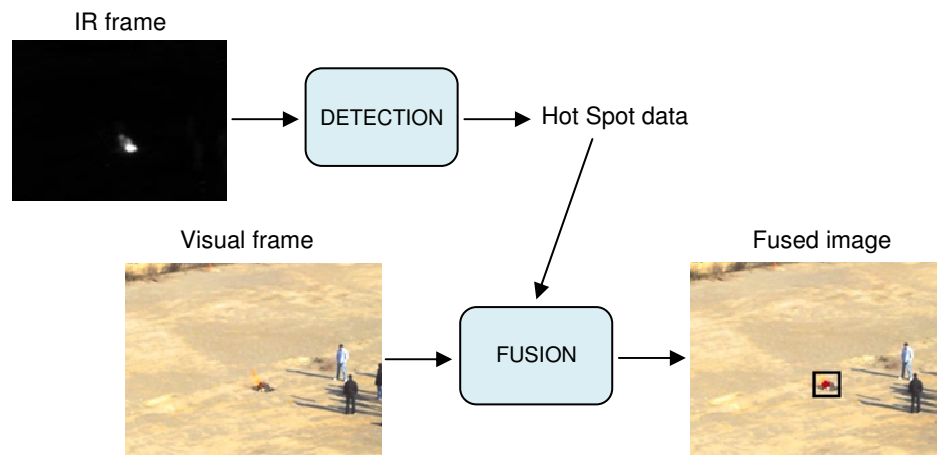 IR frame
DETECTION
Hot Spot data
Visual frame
Fused image
FUSION